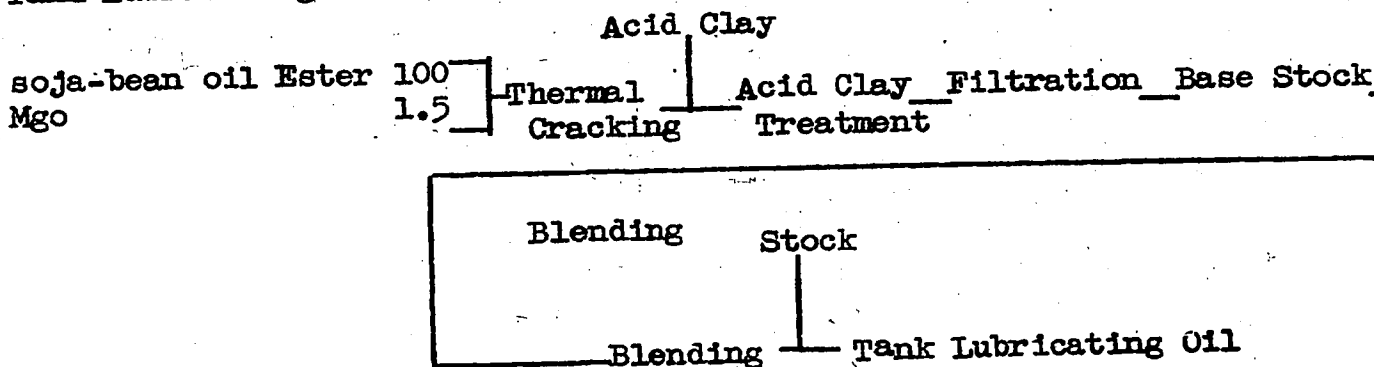 Acid Clay
soja-bean oil Ester 100
Mgo 1.5
Thermal Cracking
Acid Clay Treatment
Filtration
Base Stock
Blending Stock
Blending
Tank Lubricating Oil